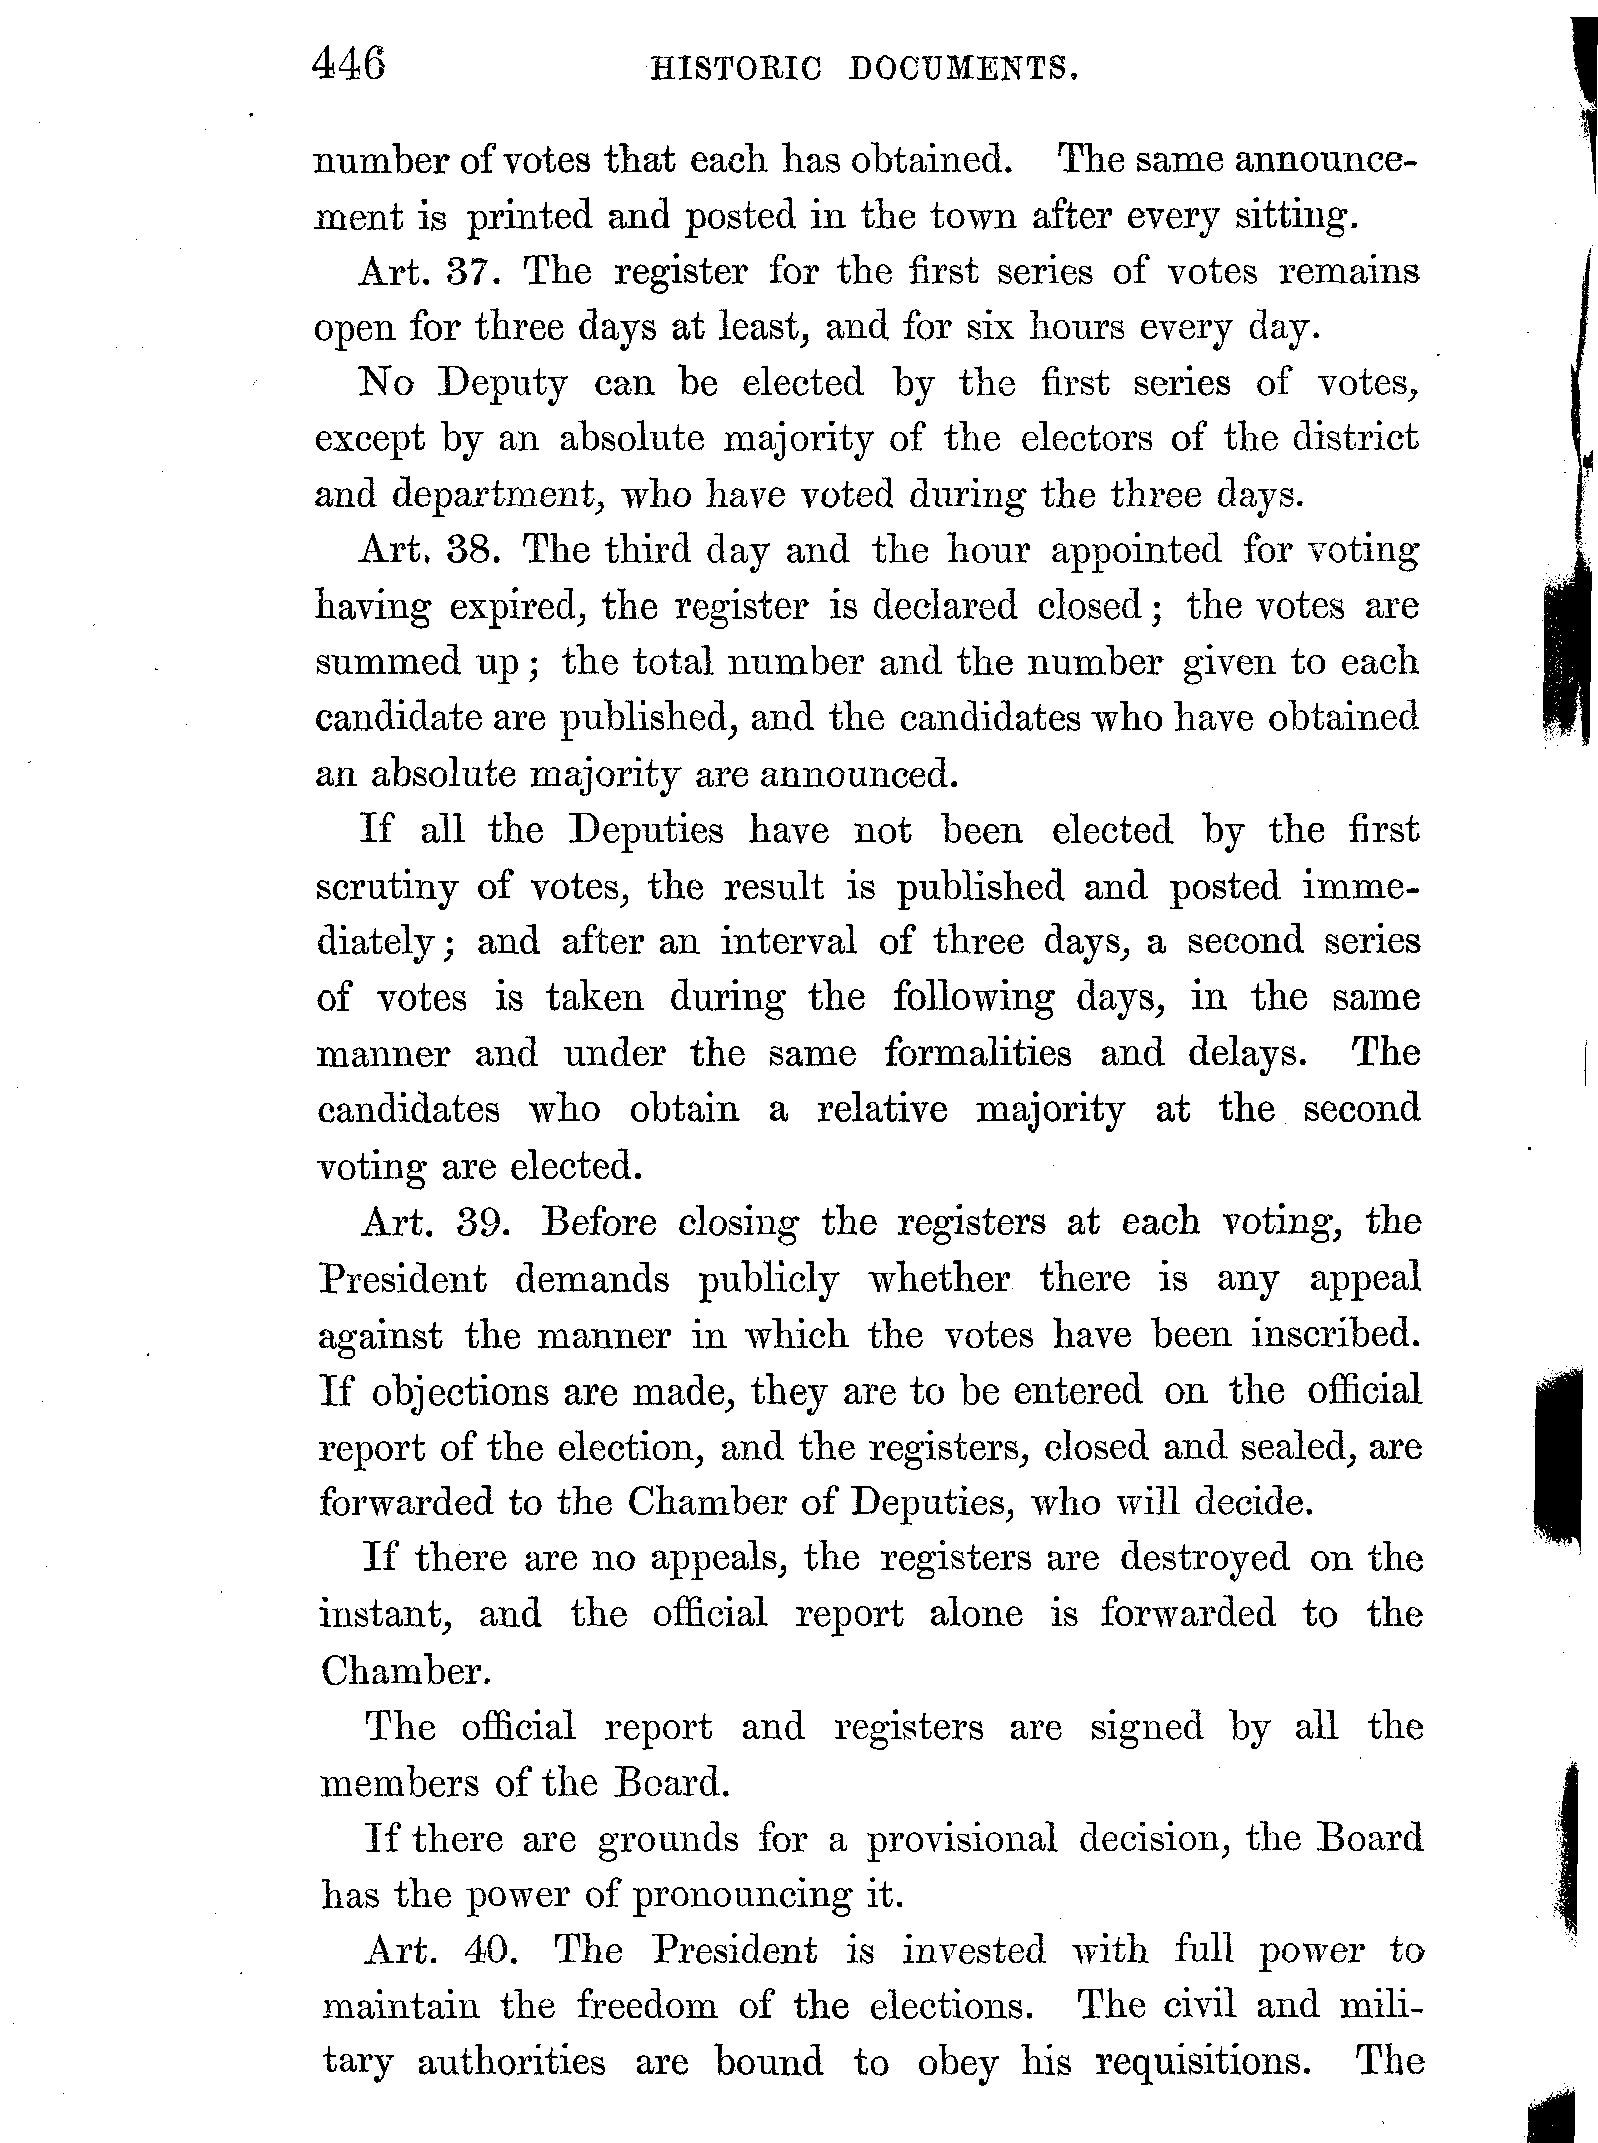 446 HISTORIC DOCUMENTS.
number of votes that each has obtained. The same announce-
ment is printed and posted in the town after every sitting.
Art. 37. The register for the first series of votes remains
open for three days at least, and for six hours every day.
No Deputy can be elected by the first series of votes,
except by an absolute majority of the electors of the district
and department, who have voted during the three days.
Art. 38. The third day and the hour appointed for voting
having expired, the register is declared closed; the votes are
summed up; the total number and the number given to each
candidate are published, and the candidates who have obtained
an absolute majority are announced.
If all the Deputies have not been elected by the first
scrutiny of votes, the result is published and posted imme-
diately; and after an interval of three days, a second series
of votes is taken during the following days, in the same
manner and under the same formalities and delays. The
candidates who obtain a relative majority at the second
voting are elected.
Art. 39. Before closing the registers at each voting, the
President demands publicly whether there is any appeal
against the manner in which the votes have been inscribed.
If objections are made, they are to be entered on the official
report of the election, and the registers, closed and sealed, are
forwarded to the Chamber of Deputies, who will decide.
If there are no appeals, the registers are destroyed on the
instant, and the official report alone is forwarded to the
Chamber.
The official report and registers are signed by all the
members of the Board.
If there are grounds for a provisional decision, the Board
has the power of pronouncing it.
Art. 40. The President is invested with full power to
maintain the freedom of the elections. The civil and mili-
tary authorities are bound to obey his requisitions. The